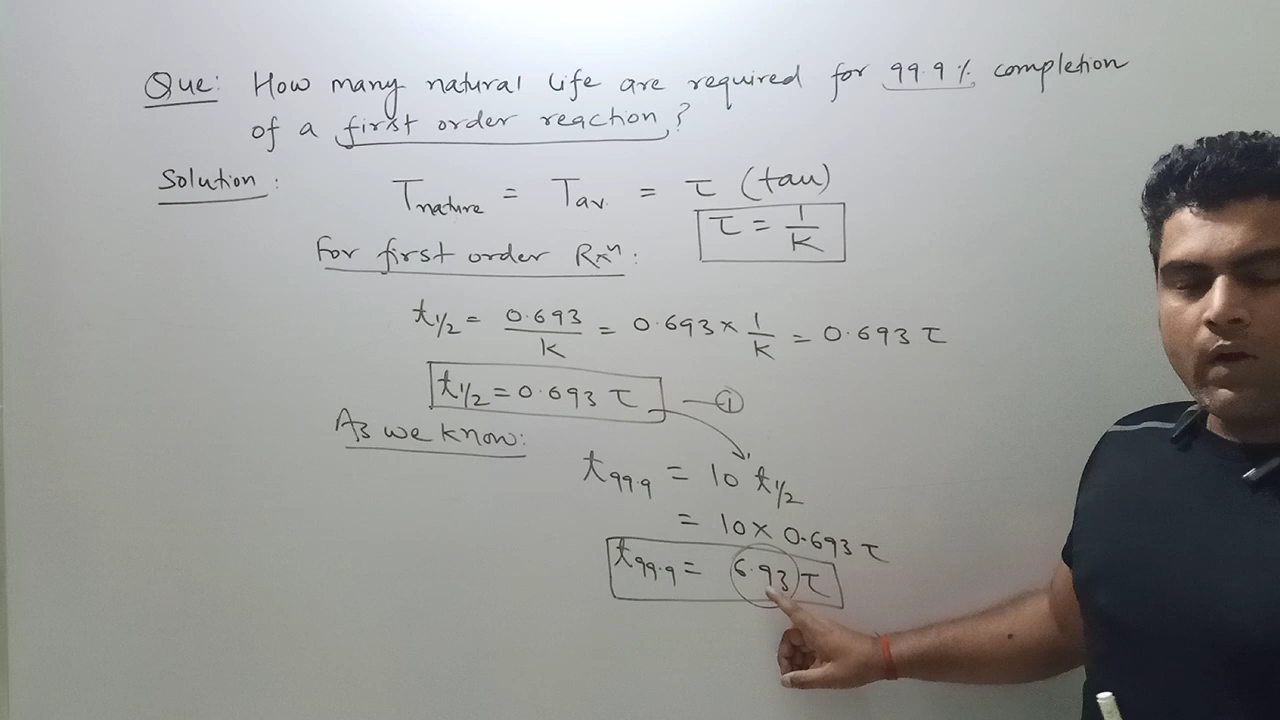 Que: How many natural life are required for 99.9% completion
of a first order reaction?
Solution:
Tnature = Tav. = τ (tau)
τ = 1/K
For first order Rxn:
t1/2 = 0.693/K = 0.693 × 1/K = 0.693 τ
t1/2 = 0.693 τ — ①
As we know:
t99.9 = 10 t1/2
= 10 × 0.693 τ
t99.9 = 6.93 τ